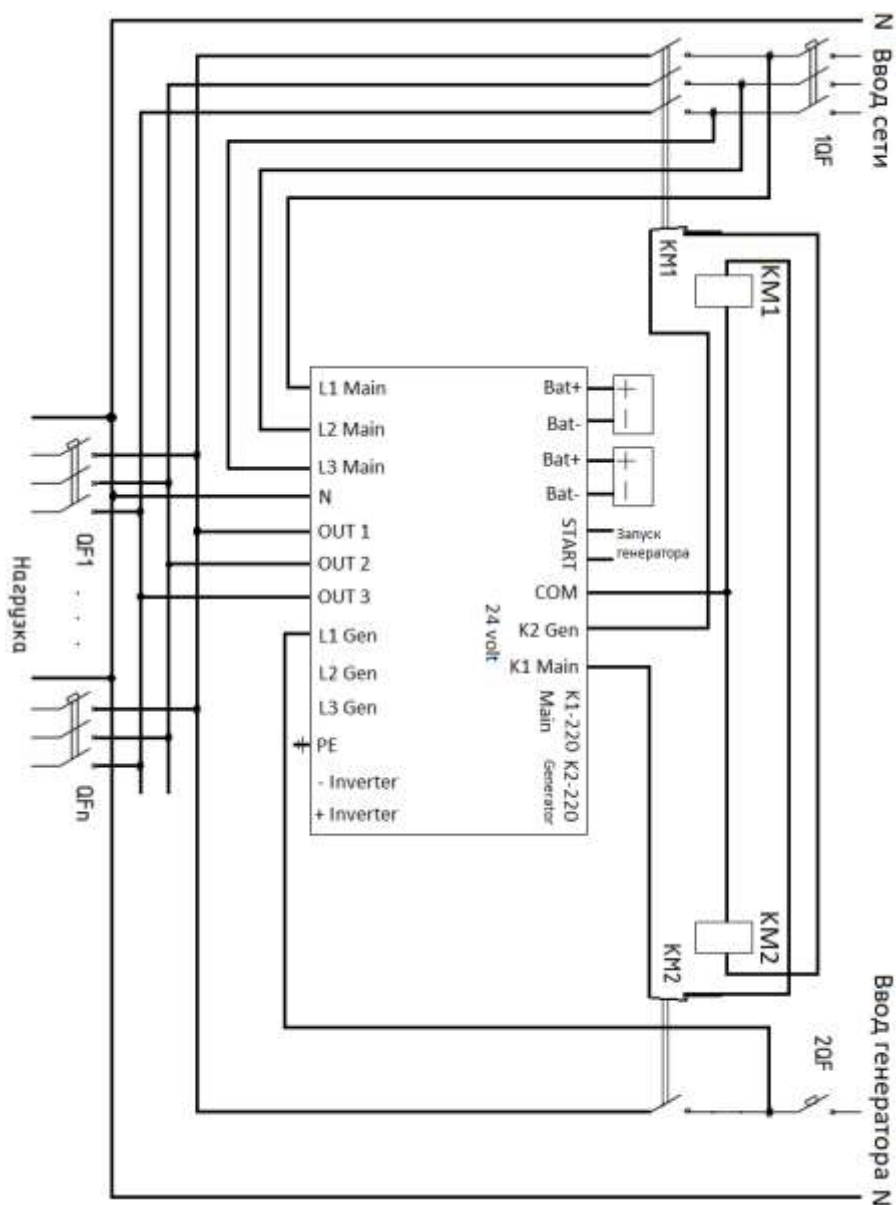 N
Ввод сети
1QF
KM1
KM1
L1 Main
L2 Main
L3 Main
N
OUT 1
OUT 2
OUT 3
L1 Gen
L2 Gen
L3 Gen
PE
- Inverter
+ Inverter
Bat+
+
Bat-
–
Bat+
+
Bat-
–
START
START
Запуск
генератора
COM
K2 Gen
K1 Main
24 volt
K1-220
Main
K2-220
Generator
QF1
. . .
Нагрузка
QFn
KM2
KM2
2QF
Ввод генератора
N